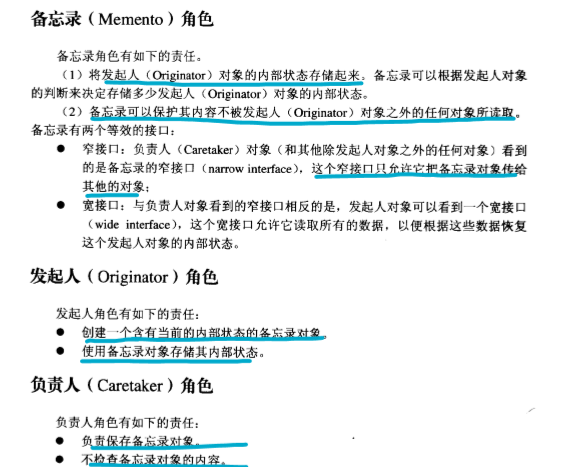 备忘录（Memento）角色
备忘录角色有如下的责任。
（1）将发起人（Originator）对象的内部状态存储起来。备忘录可以根据发起人对象
的判断来决定存储多少发起人（Originator）对象的内部状态。
（2）备忘录可以保护其内容不被发起人（Originator）对象之外的任何对象所读取。
备忘录有两个等效的接口：
● 窄接口：负责人（Caretaker）对象（和其他除发起人对象之外的任何对象）看到
的是备忘录的窄接口（narrow interface），这个窄接口只允许它把备忘录对象传给
其他的对象；
● 宽接口：与负责人对象看到的窄接口相反的是，发起人对象可以看到一个宽接口
（wide interface），这个宽接口允许它读取所有的数据，以便根据这些数据恢复
这个发起人对象的内部状态。
发起人（Originator）角色
发起人角色有如下的责任：
● 创建一个含有当前的内部状态的备忘录对象。
● 使用备忘录对象存储其内部状态。
负责人（Caretaker）角色
负责人角色有如下的责任：
● 负责保存备忘录对象。
● 不检查备忘录对象的内容。